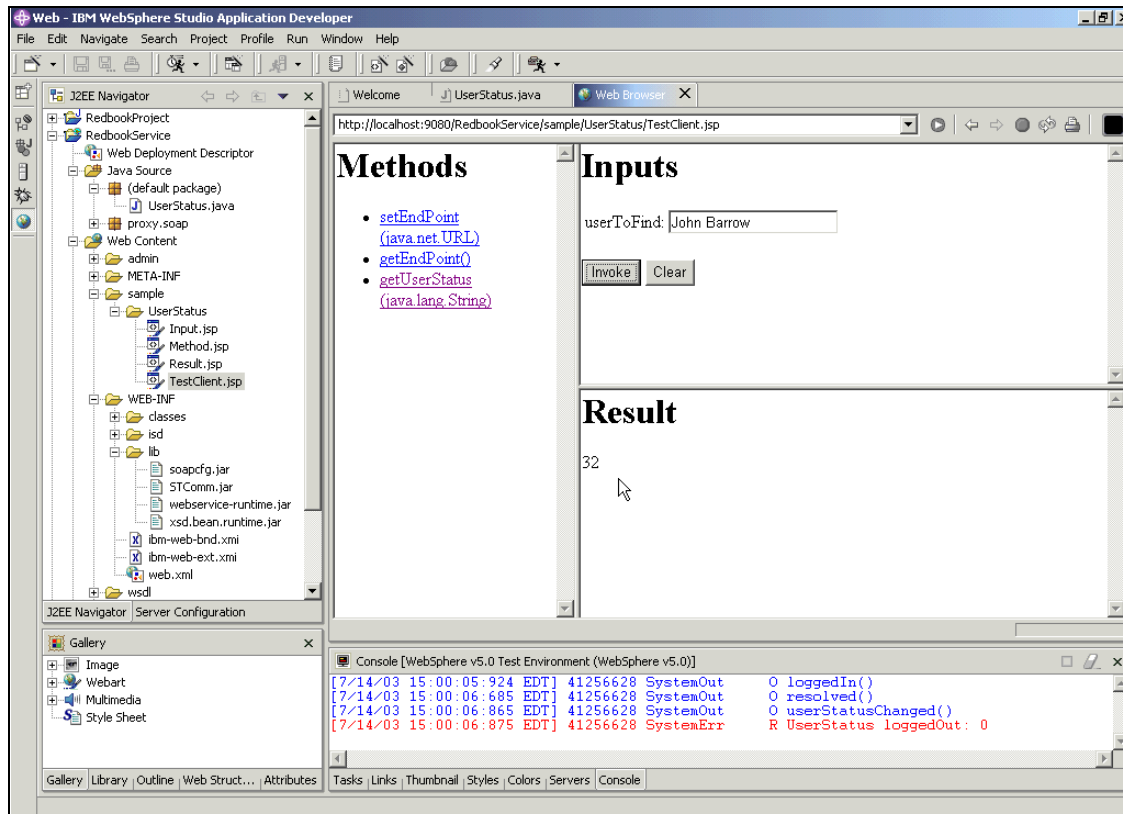 Web - IBM WebSphere Studio Application Developer
File Edit Navigate Search Project Profile Run Window Help
J2EE Navigator
RedbookProject
RedbookService
Web Deployment Descriptor
Java Source
(default package)
UserStatus.java
proxy.soap
Web Content
admin
META-INF
sample
UserStatus
Input.jsp
Method.jsp
Result.jsp
TestClient.jsp
WEB-INF
classes
isd
lib
soapcfg.jar
STComm.jar
webservice-runtime.jar
xsd.bean.runtime.jar
ibm-web-bnd.xmi
ibm-web-ext.xmi
web.xml
wsdl
J2EE Navigator Server Configuration
Gallery
Image
Webart
Multimedia
Style Sheet
Gallery Library Outline Web Struct... Attributes
Welcome UserStatus.java Web Browser
http://localhost:9080/RedbookService/sample/UserStatus/TestClient.jsp
Methods
setEndPoint
(java.net.URL)
getEndPoint()
getUserStatus
(java.lang.String)
Inputs
userToFind: John Barrow
Invoke Clear
Result
32
Console [WebSphere v5.0 Test Environment (WebSphere v5.0)]
[7/14/03 15:00:05:924 EDT] 41256628 SystemOut O loggedIn()
[7/14/03 15:00:06:685 EDT] 41256628 SystemOut O resolved()
[7/14/03 15:00:06:865 EDT] 41256628 SystemOut O userStatusChanged()
[7/14/03 15:00:06:875 EDT] 41256628 SystemErr R UserStatus loggedOut: 0
Tasks Links Thumbnail Styles Colors Servers Console